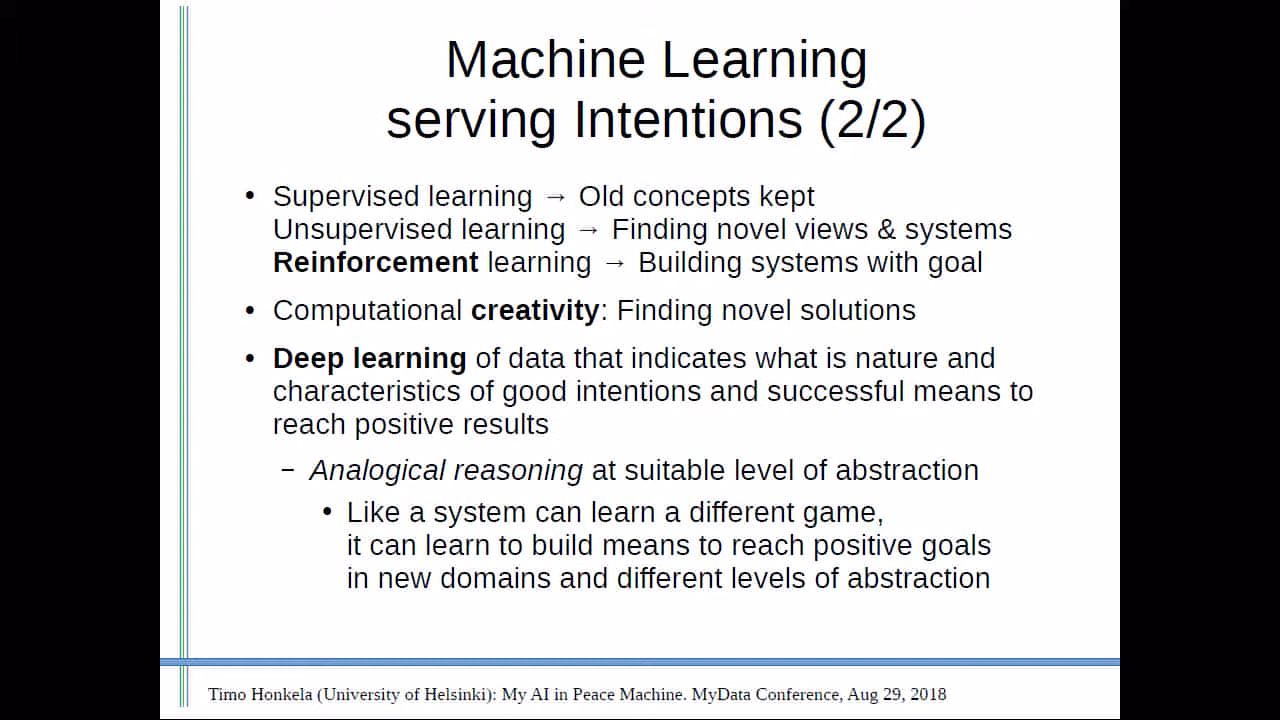 Machine Learning
serving Intentions (2/2)
• Supervised learning → Old concepts kept
Unsupervised learning → Finding novel views & systems
Reinforcement learning → Building systems with goal
• Computational creativity: Finding novel solutions
• Deep learning of data that indicates what is nature and
characteristics of good intentions and successful means to
reach positive results
– Analogical reasoning at suitable level of abstraction
• Like a system can learn a different game,
it can learn to build means to reach positive goals
in new domains and different levels of abstraction
Timo Honkela (University of Helsinki): My AI in Peace Machine. MyData Conference, Aug 29, 2018